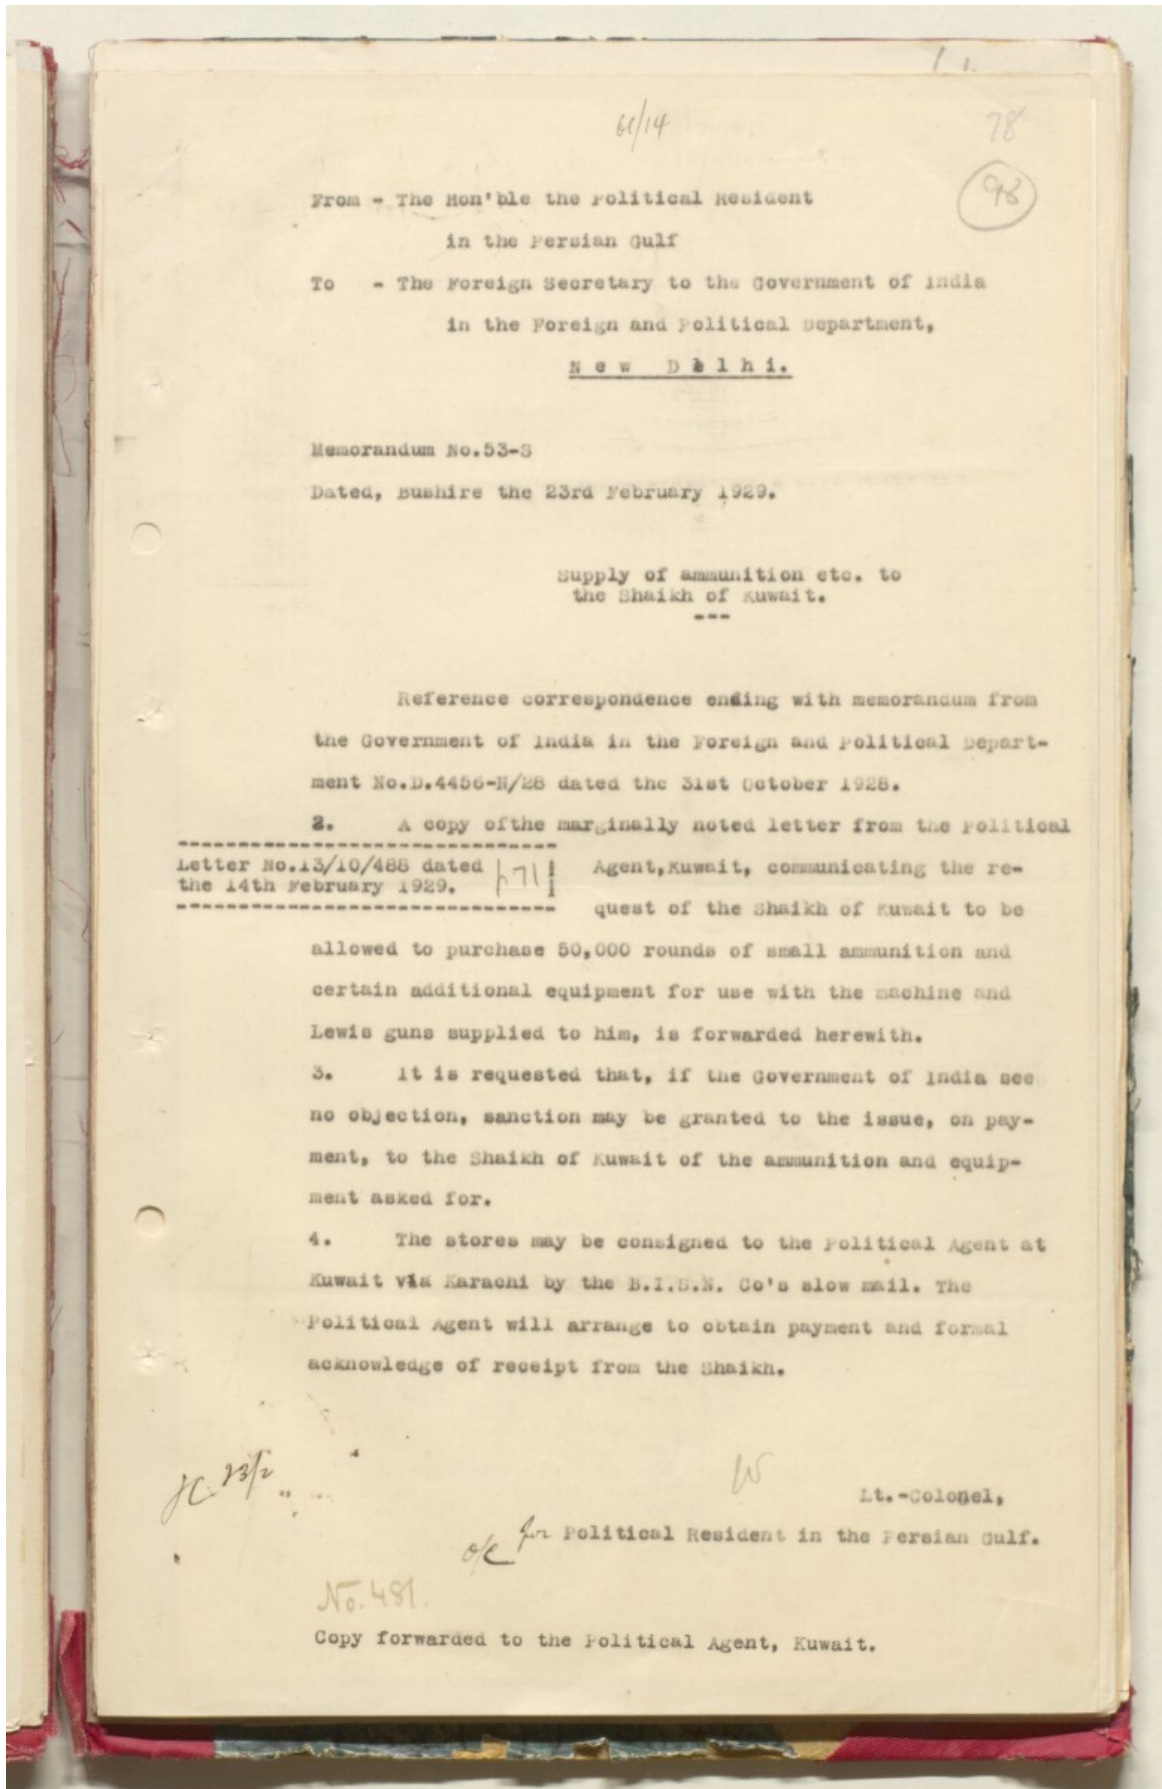 61/14
78
98
From - The Hon'ble the Political Resident
in the Persian Gulf
To - The Foreign Secretary to the Government of India
in the Foreign and Political Department,
New Delhi.
Memorandum No.53-S
Dated, Bushire the 23rd February 1929.
Supply of ammunition etc. to
the Shaikh of Kuwait.
---
Reference correspondence ending with memorandum from
the Government of India in the Foreign and Political Depart-
ment No.D.4456-N/28 dated the 31st October 1928.
2. A copy ofthe marginally noted letter from the Political
Letter No.13/10/488 dated
the 14th February 1929.
Agent,Kuwait, communicating the re-
quest of the Shaikh of Kuwait to be
allowed to purchase 50,000 rounds of small ammunition and
certain additional equipment for use with the machine and
Lewis guns supplied to him, is forwarded herewith.
3. It is requested that, if the Government of India see
no objection, sanction may be granted to the issue, on pay-
ment, to the Shaikh of Kuwait of the ammunition and equip-
ment asked for.
4. The stores may be consigned to the Political Agent at
Kuwait via Karachi by the B.I.S.N. Co's slow mail. The
Political Agent will arrange to obtain payment and formal
acknowledge of receipt from the Shaikh.
23/2
Lt.-Colonel,
for Political Resident in the Persian Gulf.
o/c
No. 481.
Copy forwarded to the Political Agent, Kuwait.